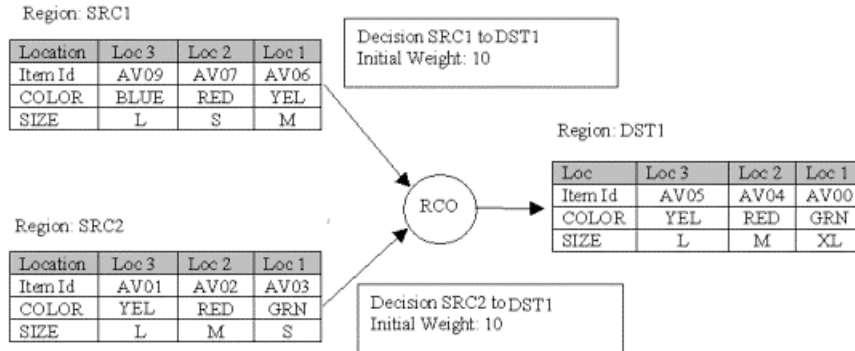 Region: SRC1
Location Loc 3 Loc 2 Loc 1
Item Id AV09 AV07 AV06
COLOR BLUE RED YEL
SIZE L S M
Decision SRC1 to DST1
Initial Weight: 10
Region: DST1
Loc Loc 3 Loc 2 Loc 1
Item Id AV05 AV04 AV00
COLOR YEL RED GRN
SIZE L M XL
RCO
Region: SRC2
Location Loc 3 Loc 2 Loc 1
Item Id AV01 AV02 AV03
COLOR YEL RED GRN
SIZE L M S
Decision SRC2 to DST1
Initial Weight: 10